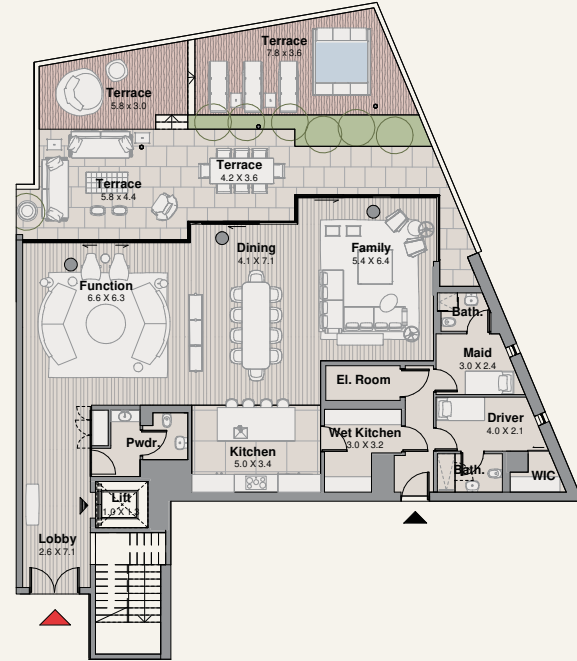 Terrace
7.8 x 3.6
Terrace
5.8 x 3.0
Terrace
4.2 X 3.6
Terrace
5.8 x 4.4
Dining
4.1 X 7.1
Family
5.4 X 6.4
Function
6.6 X 6.3
Bath.
Maid
3.0 X 2.4
El. Room
Driver
4.0 X 2.1
Wet Kitchen
3.0 X 3.2
Pwdr.
Kitchen
5.0 X 3.4
Bath.
WIC
Lift
Lobby
2.6 X 7.1